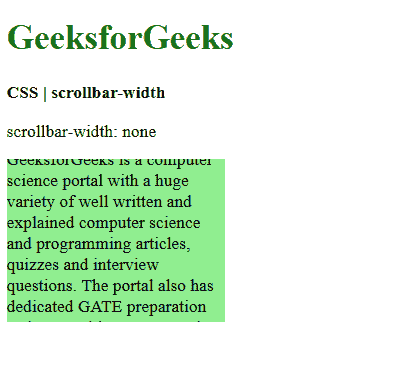 GeeksforGeeks
CSS | scrollbar-width
scrollbar-width: none
GeeksforGeeks is a computer
science portal with a huge
variety of well written and
explained computer science
and programming articles,
quizzes and interview
questions. The portal also has
dedicated GATE preparation